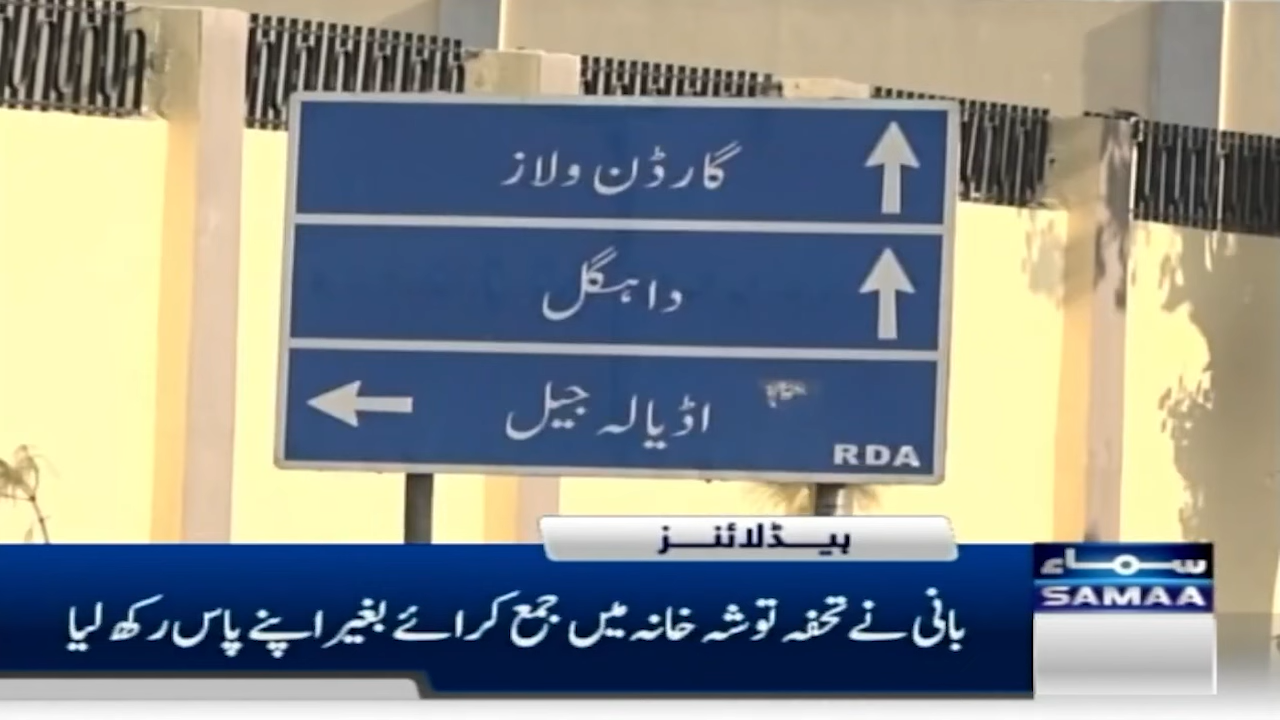 گارڈن ولاز
داہگل
اڈیالہ جیل
RDA
ہیڈلائنز
بانی نے تحفہ توشہ خانہ میں جمع کرائے بغیر اپنے پاس رکھ لیا
سماء
SAMAA